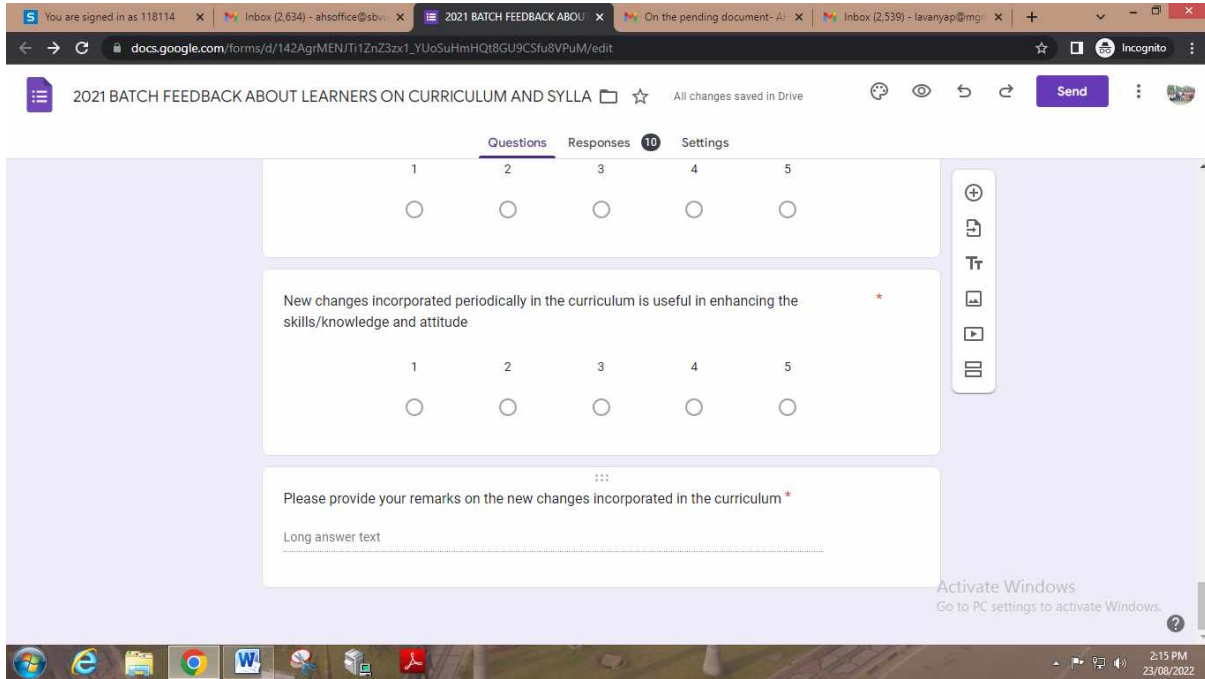 You are signed in as 118114
Inbox (2,634) - ahsoffice@sbv
2021 BATCH FEEDBACK ABOU
On the pending document- A
Inbox (2,539) - lavanyap@mgr
docs.google.com/forms/d/142AgrMENJTi1ZnZ3zx1_YUoSuHmHQt8GU9CSfu8VPuM/edit
Incognito
2021 BATCH FEEDBACK ABOUT LEARNERS ON CURRICULUM AND SYLLA
All changes saved in Drive
Send
Questions Responses 10 Settings
1 2 3 4 5
New changes incorporated periodically in the curriculum is useful in enhancing the *
skills/knowledge and attitude
1 2 3 4 5
Please provide your remarks on the new changes incorporated in the curriculum *
Long answer text
Activate Windows
Go to PC settings to activate Windows.
2:15 PM
23/08/2022